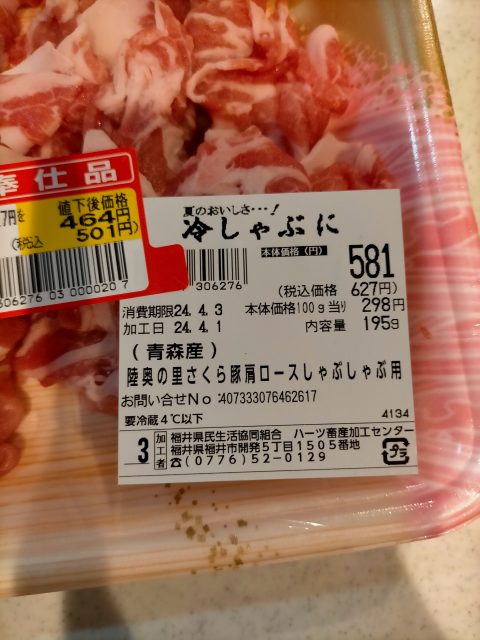 奉仕品
7円を
値下後価格
464円
(税込 501円)
306276 03 0000207
夏のおいしさ・・・!
冷しゃぶに
本体価格(円) 581
306276
(税込価格 627円)
消費期限24.4.3 本体価格100g当り 298円
加工日 24.4.1 内容量 195g
(青森産)
陸奥の里さくら豚肩ロースしゃぶしゃぶ用
お問い合せNo:407333076462617
要冷蔵4℃以下 4134
3 加工者 福井県民生活協同組合 ハーツ畜産加工センター
福井県福井市開発5丁目1505番地
☎(0776)52-0129
プラ